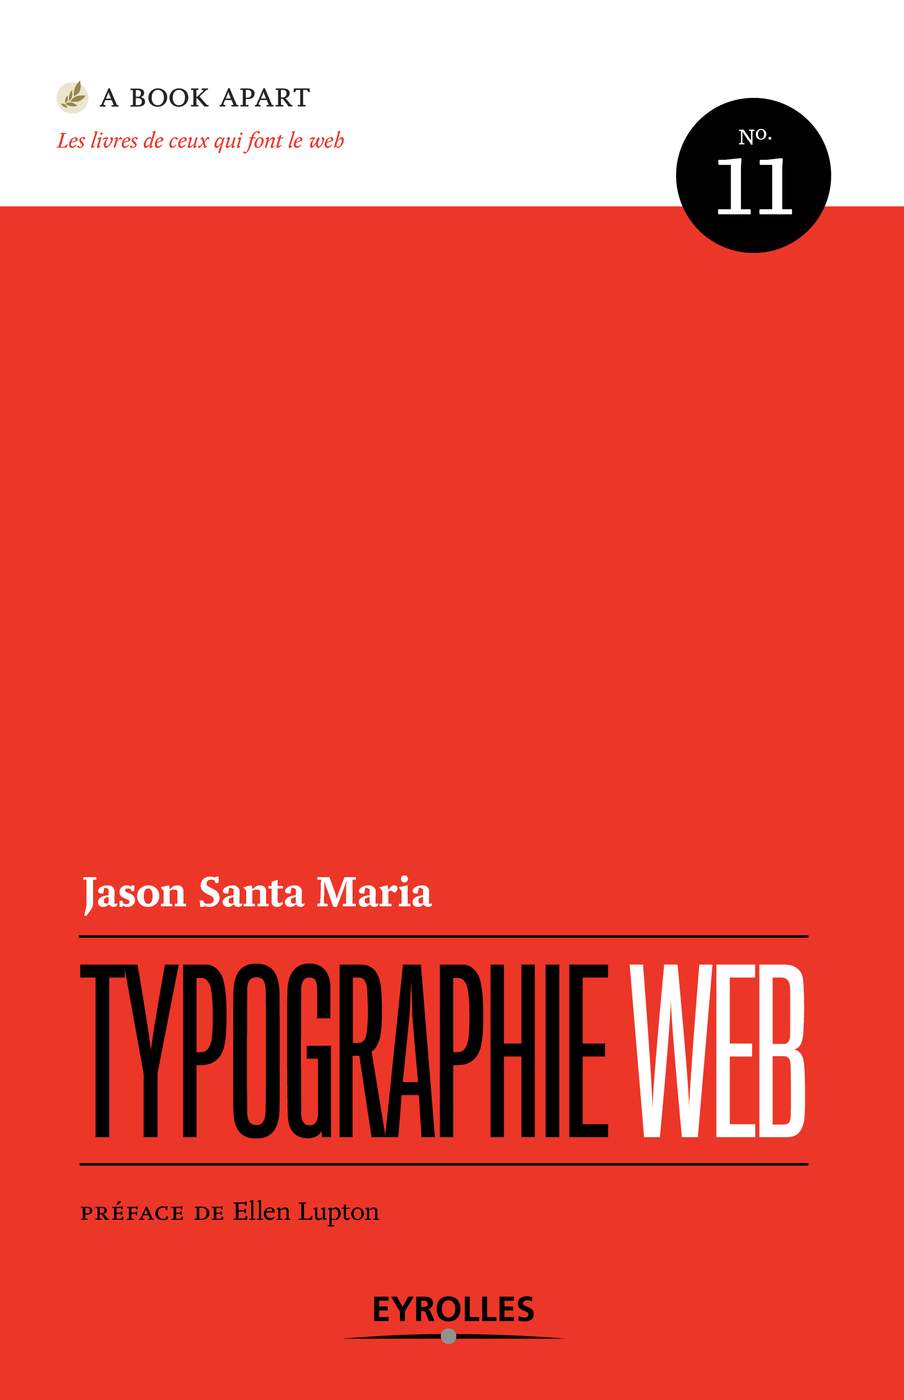 A BOOK APART
Les livres de ceux qui font le web
No.
11
Jason Santa Maria
TYPOGRAPHIE WEB
PRÉFACE DE Ellen Lupton
EYROLLES